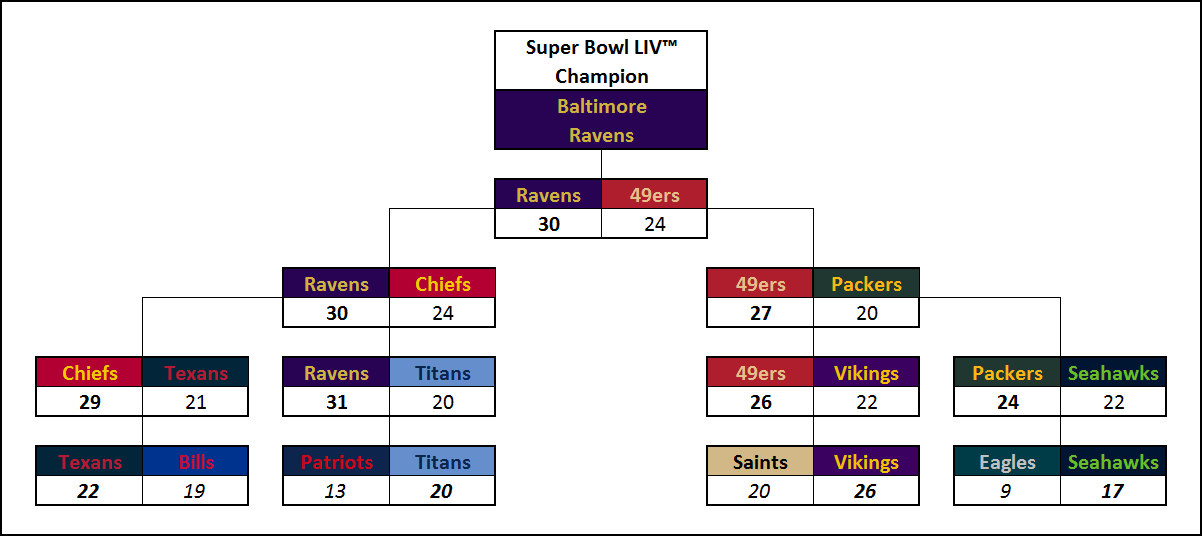 Super Bowl LIV™
Champion
Baltimore
Ravens
Ravens 49ers
30 24
Ravens Chiefs 49ers Packers
30 24 27 20
Chiefs Texans Ravens Titans 49ers Vikings Packers Seahawks
29 21 31 20 26 22 24 22
Texans Bills Patriots Titans Saints Vikings Eagles Seahawks
22 19 13 20 20 26 9 17